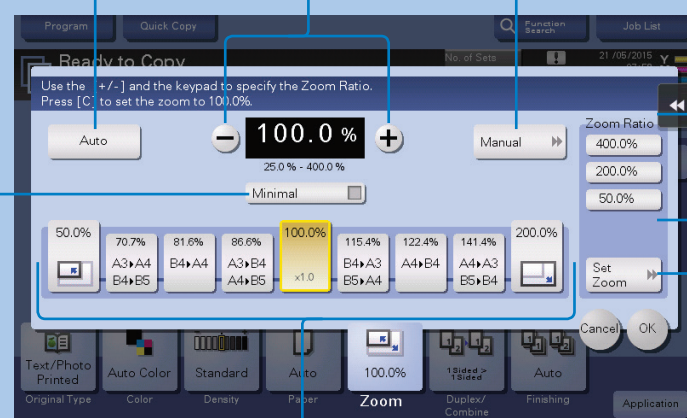 Program
Quick Copy
Function
Search
Job List
Ready to Copy
No. of Sets
21/05/2015
Y
Use the [+/-] and the keypad to specify the Zoom Ratio.
Press [C] to set the zoom to 100.0%.
Auto
−
100.0 %
+
Manual
25.0 % - 400.0 %
Minimal
Zoom Ratio
400.0%
200.0%
50.0%
Set
Zoom
50.0%
70.7%
A3▸A4
B4▸B5
81.6%
B4▸A4
86.6%
A3▸B4
A4▸B5
100.0%
x1.0
115.4%
B4▸A3
B5▸A4
122.4%
A4▸B4
141.4%
A4▸A3
B5▸B4
200.0%
Cancel
OK
Text/Photo
Printed
Auto Color
Standard
Auto
100.0%
1Sided >
1Sided
Auto
Original Type
Color
Density
Paper
Zoom
Duplex/
Combine
Finishing
Application